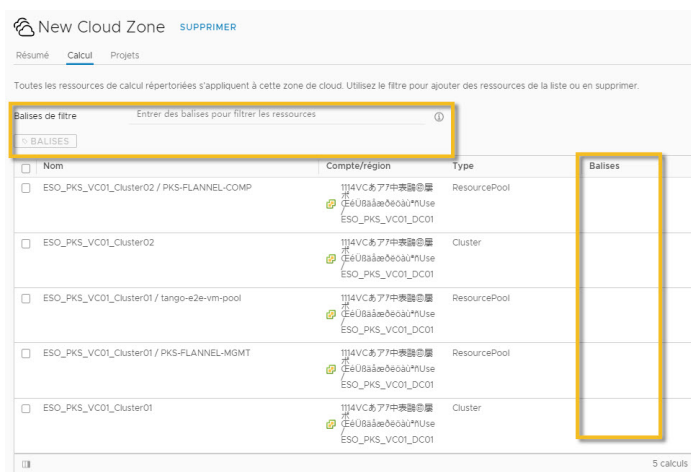 New Cloud Zone SUPPRIMER
Résumé Calcul Projets
Toutes les ressources de calcul répertoriées s'appliquent à cette zone de cloud. Utilisez le filtre pour ajouter des ressources de la liste ou en supprimer.
Balises de filtre Entrer des balises pour filtrer les ressources
BALISES
Nom Compte/région Type Balises
ESO_PKS_VC01_Cluster02 / PKS-FLANNEL-COMP ResourcePool
/
ESO_PKS_VC01_DC01
ESO_PKS_VC01_Cluster02 Cluster
/
ESO_PKS_VC01_DC01
ESO_PKS_VC01_Cluster01 / tango-e2e-vm-pool ResourcePool
/
ESO_PKS_VC01_DC01
ESO_PKS_VC01_Cluster01 / PKS-FLANNEL-MGMT ResourcePool
/
ESO_PKS_VC01_DC01
ESO_PKS_VC01_Cluster01 Cluster
/
ESO_PKS_VC01_DC01
5 calculs